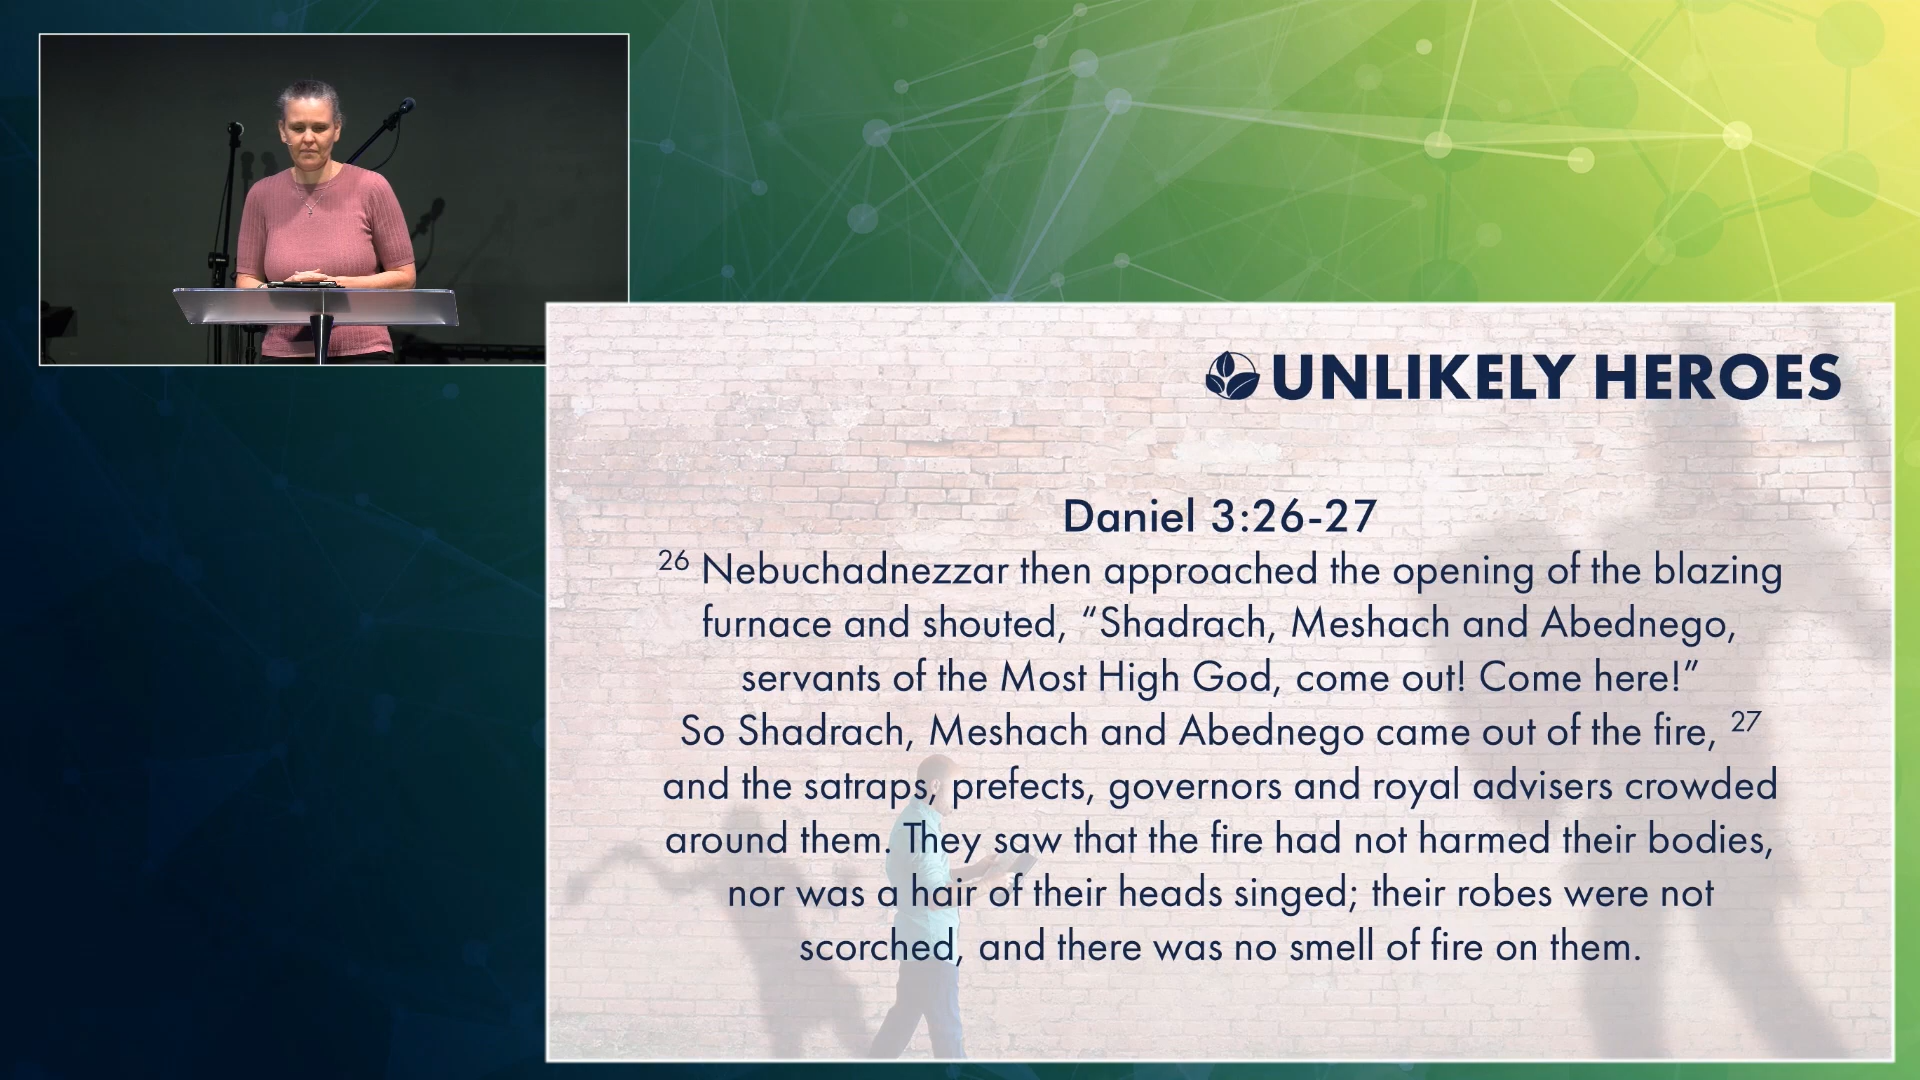 UNLIKELY HEROES
Daniel 3:26-27
26 Nebuchadnezzar then approached the opening of the blazing
furnace and shouted, “Shadrach, Meshach and Abednego,
servants of the Most High God, come out! Come here!”
So Shadrach, Meshach and Abednego came out of the fire, 27
and the satraps, prefects, governors and royal advisers crowded
around them. They saw that the fire had not harmed their bodies,
nor was a hair of their heads singed; their robes were not
scorched, and there was no smell of fire on them.